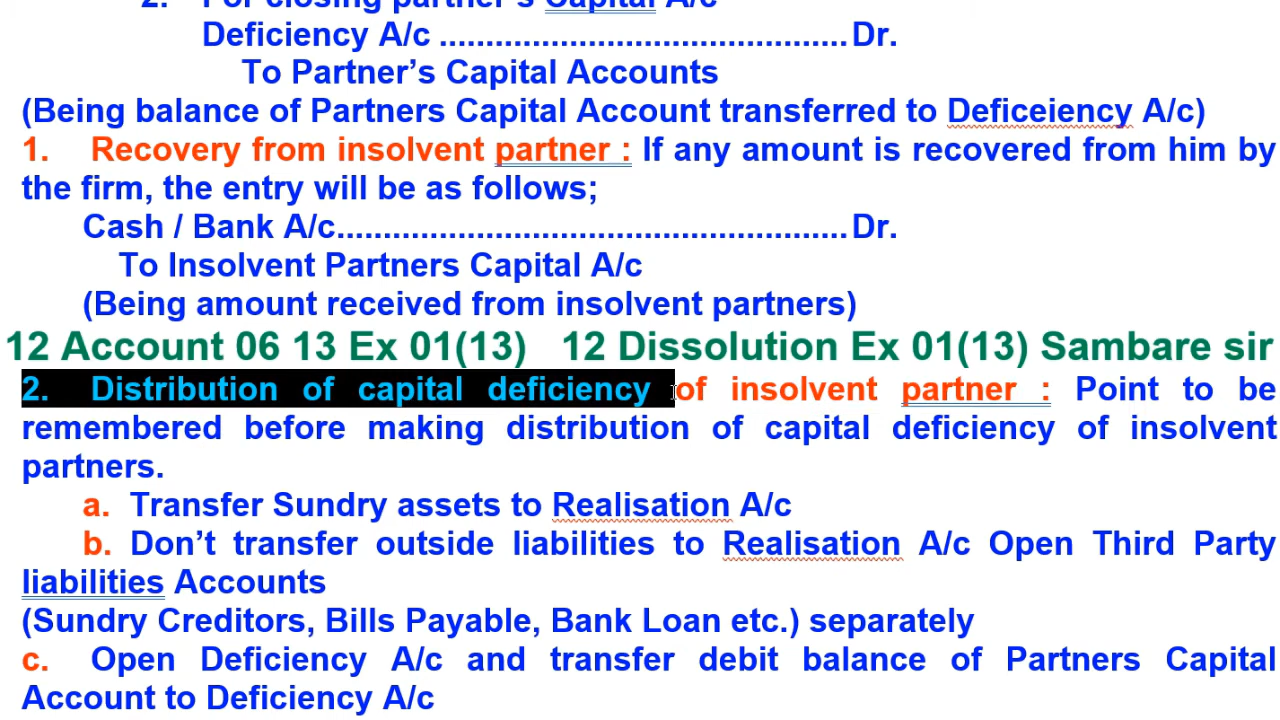 2. For closing partner's Capital A/c
Deficiency A/c ............................................Dr.
To Partner’s Capital Accounts
(Being balance of Partners Capital Account transferred to Deficeiency A/c)
1. Recovery from insolvent partner : If any amount is recovered from him by
the firm, the entry will be as follows;
Cash / Bank A/c.......................................................Dr.
To Insolvent Partners Capital A/c
(Being amount received from insolvent partners)
12 Account 06 13 Ex 01(13) 12 Dissolution Ex 01(13) Sambare sir
2. Distribution of capital deficiency of insolvent partner : Point to be
remembered before making distribution of capital deficiency of insolvent
partners.
a. Transfer Sundry assets to Realisation A/c
b. Don’t transfer outside liabilities to Realisation A/c Open Third Party
liabilities Accounts
(Sundry Creditors, Bills Payable, Bank Loan etc.) separately
c. Open Deficiency A/c and transfer debit balance of Partners Capital
Account to Deficiency A/c